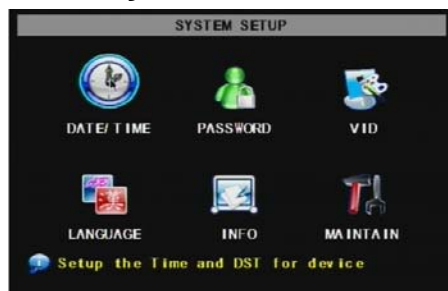 SYSTEM SETUP
DATE/TIME PASSWORD VID
LANGUAGE INFO MAINTAIN
Setup the Time and DST for device